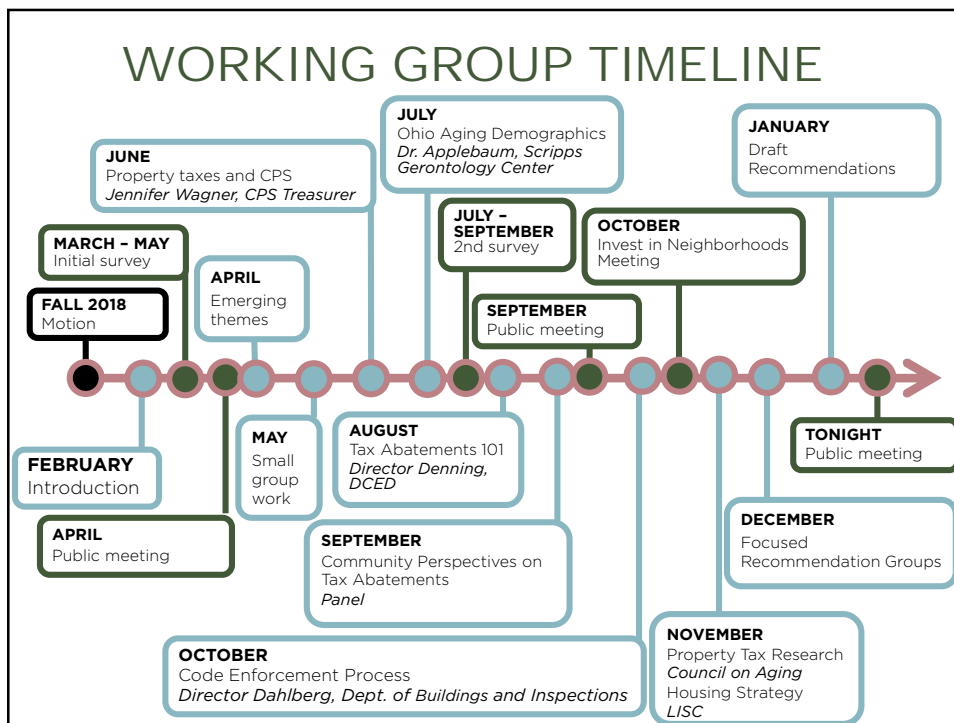 WORKING GROUP TIMELINE
JULY
Ohio Aging Demographics
Dr. Applebaum, Scripps
Gerontology Center
JANUARY
Draft
Recommendations
JUNE
Property taxes and CPS
Jennifer Wagner, CPS Treasurer
JULY –
SEPTEMBER
2nd survey
OCTOBER
Invest in Neighborhoods
Meeting
MARCH – MAY
Initial survey
APRIL
Emerging
themes
FALL 2018
Motion
SEPTEMBER
Public meeting
FEBRUARY
Introduction
MAY
Small
group
work
AUGUST
Tax Abatements 101
Director Denning,
DCED
TONIGHT
Public meeting
APRIL
Public meeting
SEPTEMBER
Community Perspectives on
Tax Abatements
Panel
DECEMBER
Focused
Recommendation Groups
OCTOBER
Code Enforcement Process
Director Dahlberg, Dept. of Buildings and Inspections
NOVEMBER
Property Tax Research
Council on Aging
Housing Strategy
LISC